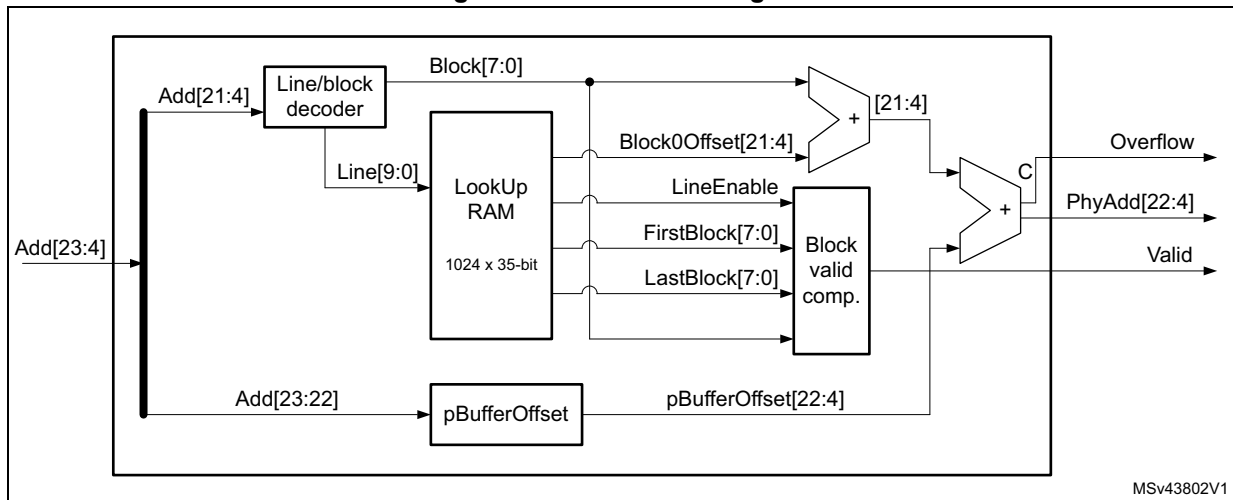 Block[7:0]
Line/block
decoder
Add[21:4]
[21:4]
+
Block0Offset[21:4]
Overflow
Line[9:0]
LookUp
RAM
1024 x 35-bit
LineEnable
C
+
PhyAdd[22:4]
FirstBlock[7:0]
Block
valid
comp.
Add[23:4]
Valid
LastBlock[7:0]
Add[23:22]
pBufferOffset
pBufferOffset[22:4]
MSv43802V1